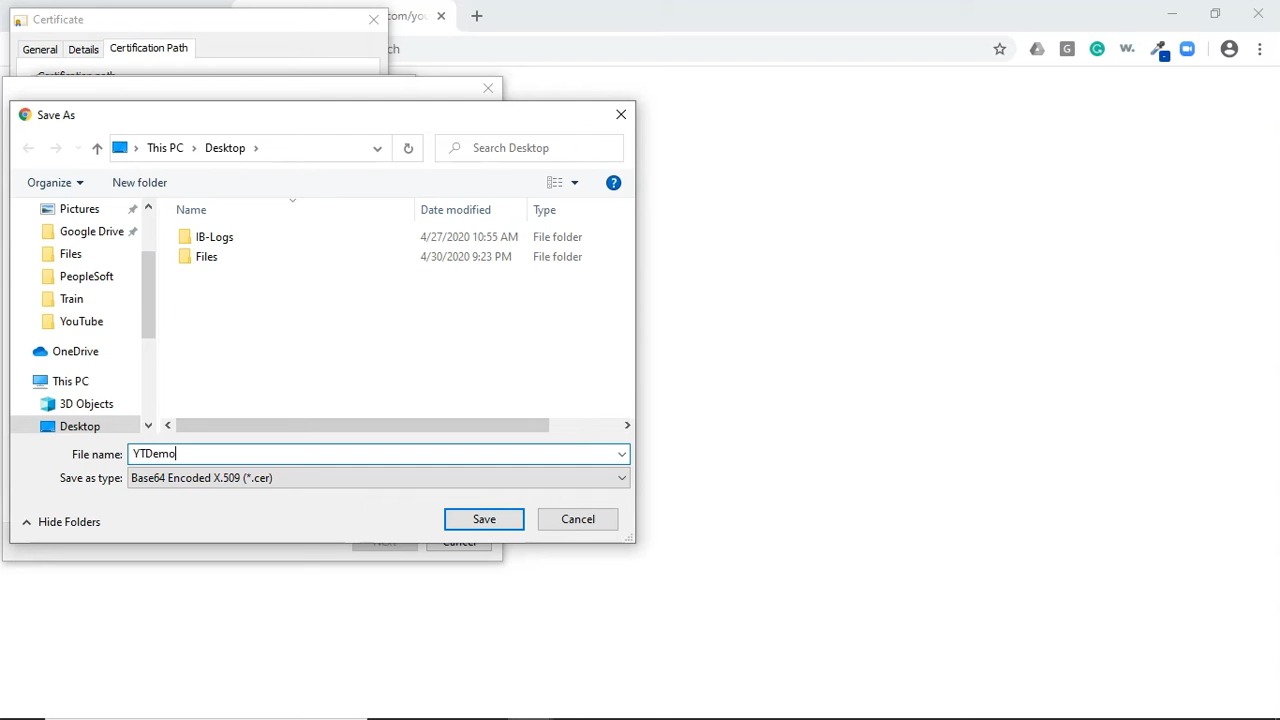 Certificate
com/you
General Details Certification Path
ch
Certification path
Save As
This PC Desktop
Search Desktop
Organize New folder
Name Date modified Type
Pictures
Google Drive
Files
PeopleSoft
Train
YouTube
OneDrive
This PC
3D Objects
Desktop
IB-Logs 4/27/2020 10:55 AM File folder
Files 4/30/2020 9:23 PM File folder
File name: YTDemo
Save as type: Base64 Encoded X.509 (*.cer)
Hide Folders
Save Cancel
Cancel